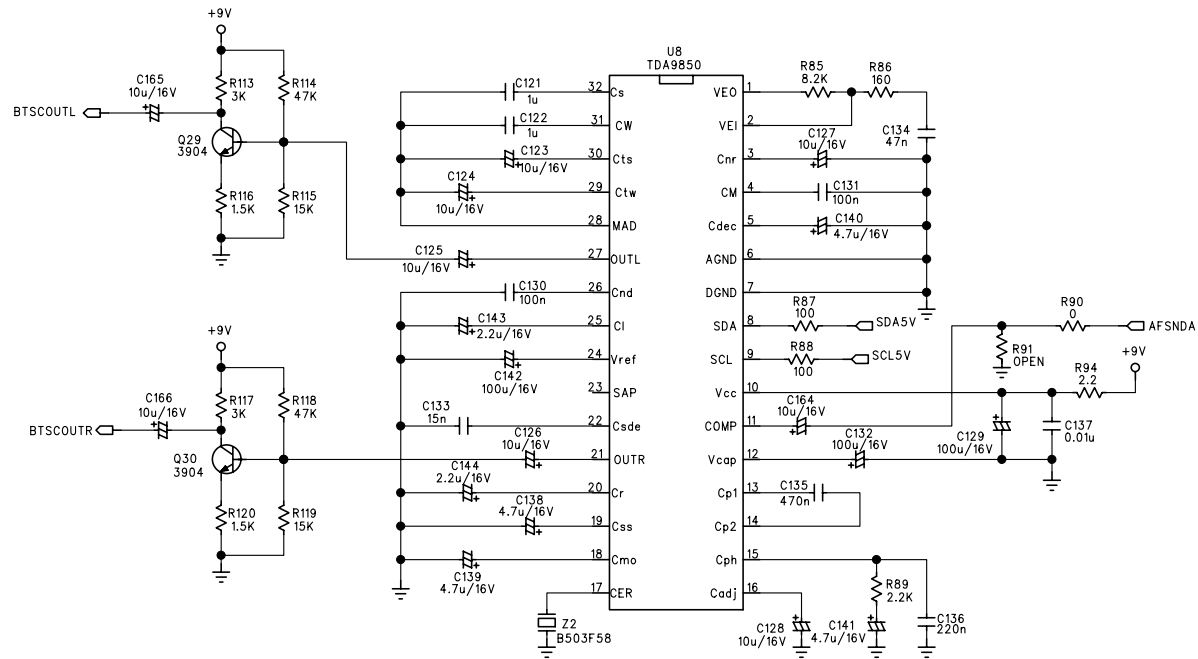 +9V
C165
10u/16V
BTSCOUTL
R113
3K
R114
47K
Q29
3904
R116
1.5K
R115
15K
+9V
C166
10u/16V
BTSCOUTR
R117
3K
R118
47K
Q30
3904
R120
1.5K
R119
15K
C121
1u
C122
1u
C123
10u/16V
C124
10u/16V
C125
10u/16V
C130
100n
C143
2.2u/16V
C142
100u/16V
C133
15n
C126
10u/16V
C144
2.2u/16V
C138
4.7u/16V
C139
4.7u/16V
Z2
B503F58
U8
TDA9850
32 Cs
31 CW
30 Cts
29 Ctw
28 MAD
27 OUTL
26 Cnd
25 CI
24 Vref
23 SAP
22 Csde
21 OUTR
20 Cr
19 Css
18 Cmo
17 CER
VEO 1
VEI 2
Cnr 3
CM 4
Cdec 5
AGND 6
DGND 7
SDA 8
SCL 9
Vcc 10
COMP 11
Vcap 12
Cp1 13
Cp2 14
Cph 15
Cadj 16
R85
8.2K
R86
160
C134
47n
C127
10u/16V
C131
100n
C140
4.7u/16V
R87
100
SDA5V
R88
100
SCL5V
R90
0
AFSNDA
R91
OPEN
+9V
R94
2.2
C164
10u/16V
C132
100u/16V
C129
100u/16V
C137
0.01u
C135
470n
R89
2.2K
C128
10u/16V
C141
4.7u/16V
C136
220n